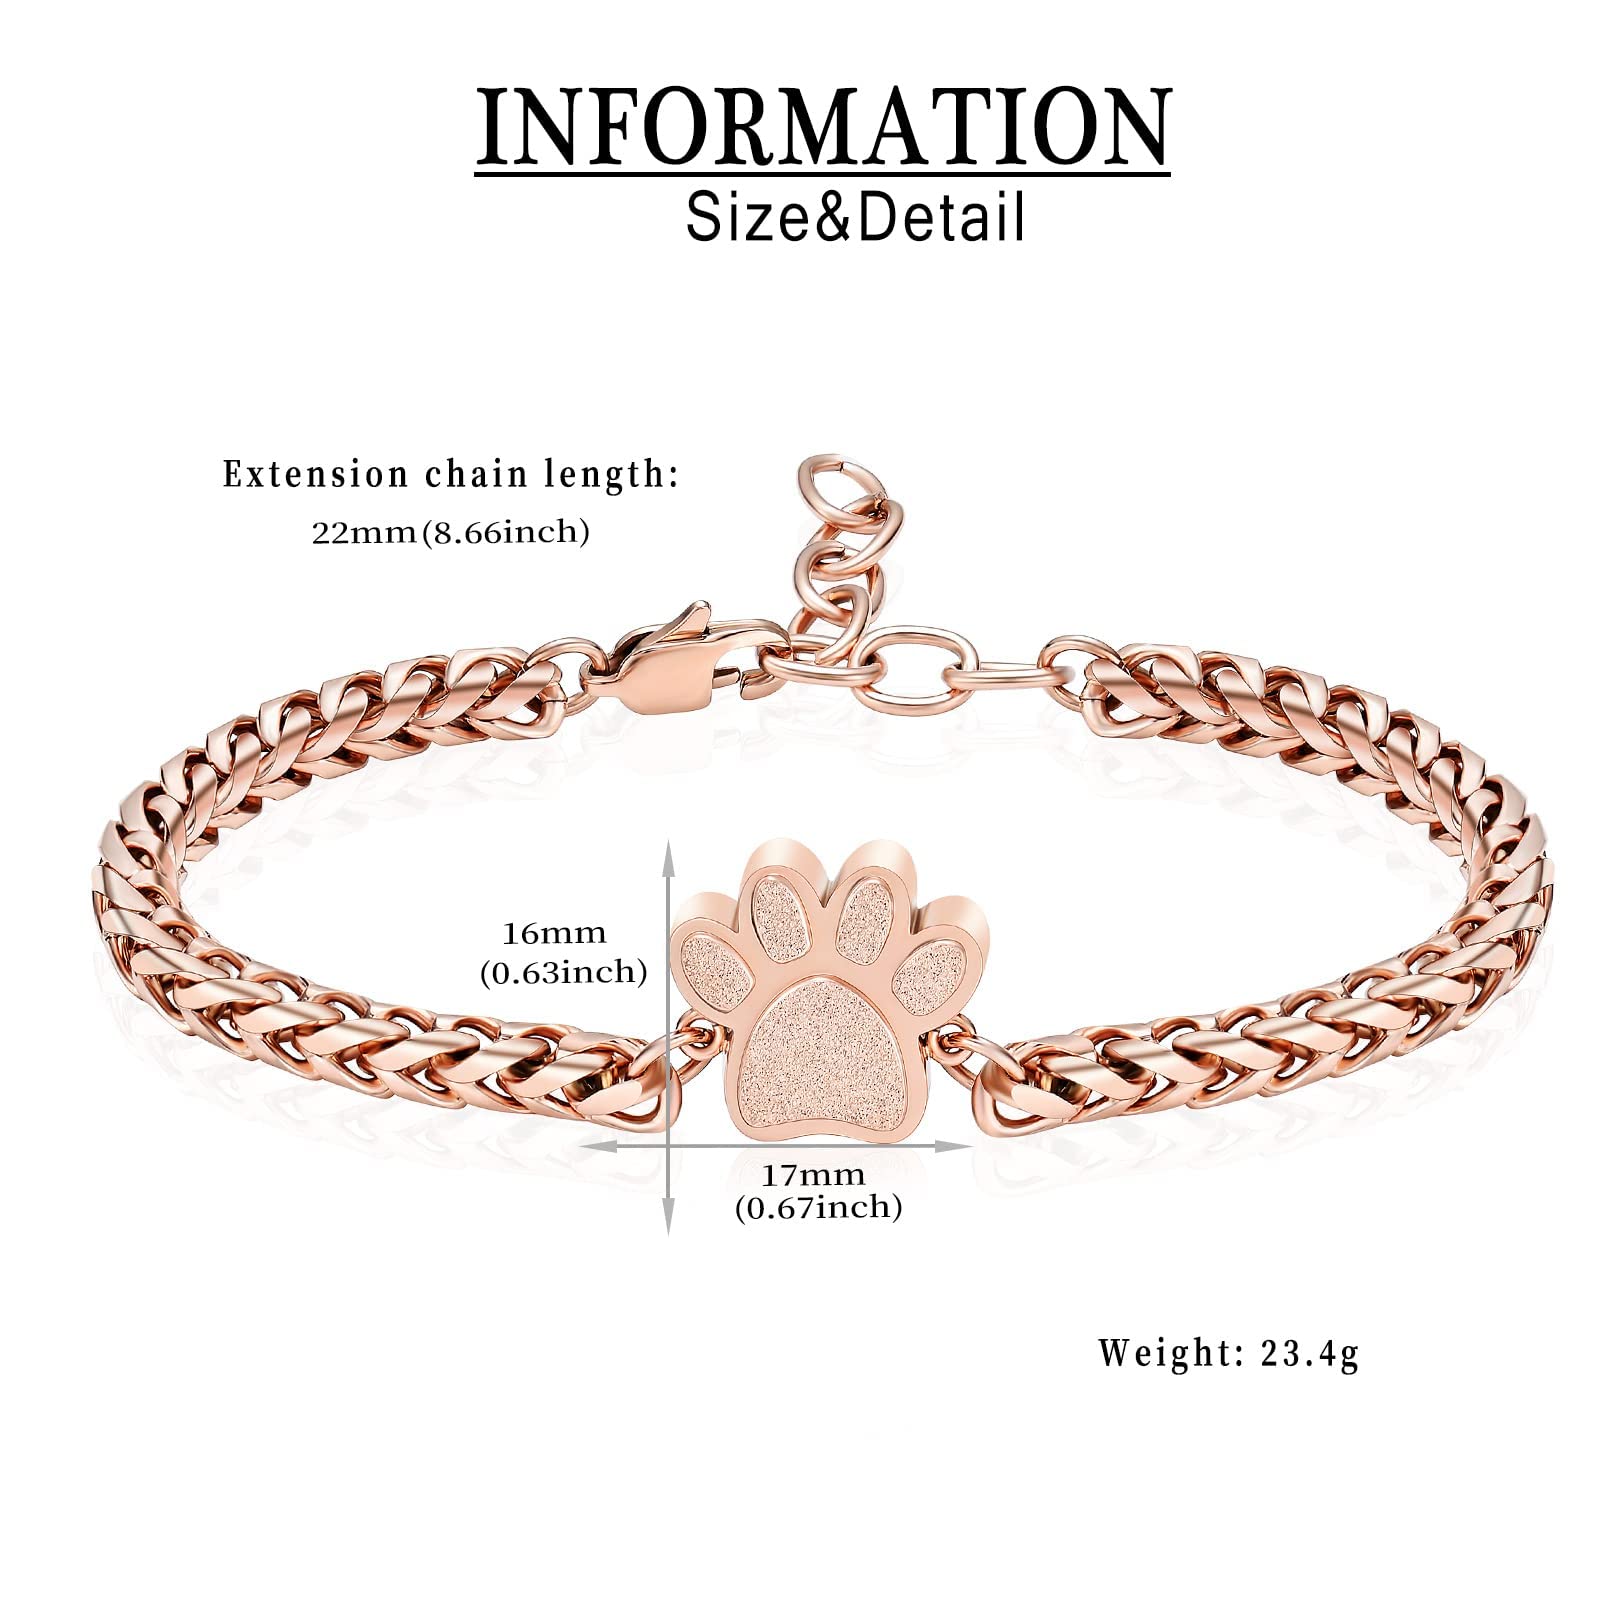 INFORMATION
Size&Detail
Extension chain length:
22mm(8.66inch)
16mm
(0.63inch)
17mm
(0.67inch)
Weight: 23.4g